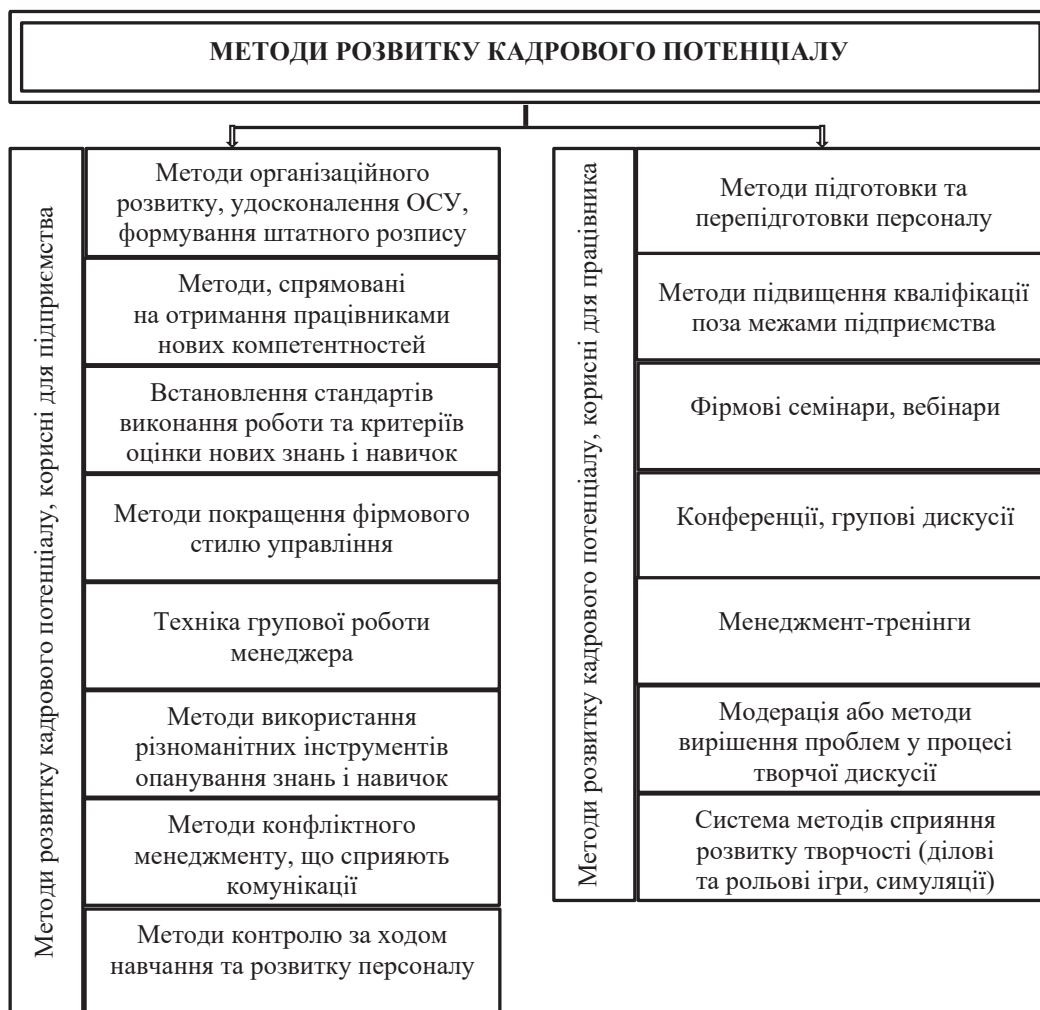 МЕТОДИ РОЗВИТКУ КАДРОВОГО ПОТЕНЦІАЛУ
Методи розвитку кадрового потенціалу, корисні для підприємства
Методи організаційного
розвитку, удосконалення ОСУ,
формування штатного розпису
Методи, спрямовані
на отримання працівниками
нових компетентностей
Встановлення стандартів
виконання роботи та критеріїв
оцінки нових знань і навичок
Методи покращення фірмового
стилю управління
Техніка групової роботи
менеджера
Методи використання
різноманітних інструментів
опанування знань і навичок
Методи конфліктного
менеджменту, що сприяють
комунікації
Методи контролю за ходом
навчання та розвитку персоналу
Методи розвитку кадрового потенціалу, корисні для працівника
Методи підготовки та
перепідготовки персоналу
Методи підвищення кваліфікації
поза межами підприємства
Фірмові семінари, вебінари
Конференції, групові дискусії
Менеджмент-тренінги
Модерація або методи
вирішення проблем у процесі
творчої дискусії
Система методів сприяння
розвитку творчості (ділові
та рольові ігри, симуляції)